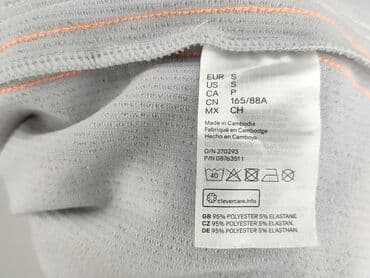 EUR S
US S
CA P
CN 165/88A
MX CH
Made in Cambodia
Fabriqué en Cambodge
Hecho en Camboya
O/N 270293
P/N 08763511
40
clevercare.info
GB 95% POLYESTER 5% ELASTANE.
CZ 95% POLYESTER 5% ELASTAN.
DE 95% POLYESTER 5% ELASTHAN.